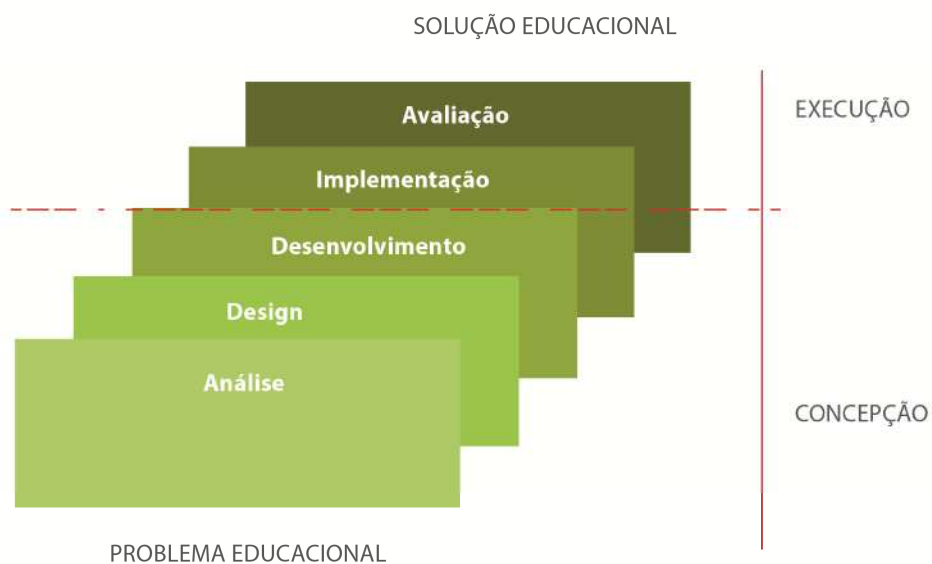 SOLUÇÃO EDUCACIONAL
Avaliação
EXECUÇÃO
Implementação
Desenvolvimento
Design
Análise
CONCEPÇÃO
PROBLEMA EDUCACIONAL